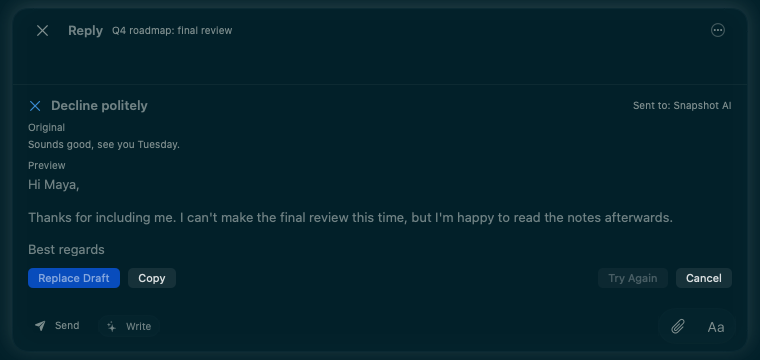 Reply Q4 roadmap: final review
Decline politely Sent to: Snapshot AI
Original
Sounds good, see you Tuesday.
Preview
Hi Maya,
Thanks for including me. I can't make the final review this time, but I'm happy to read the notes afterwards.
Best regards
Replace Draft Copy Try Again Cancel
Send Write Aa